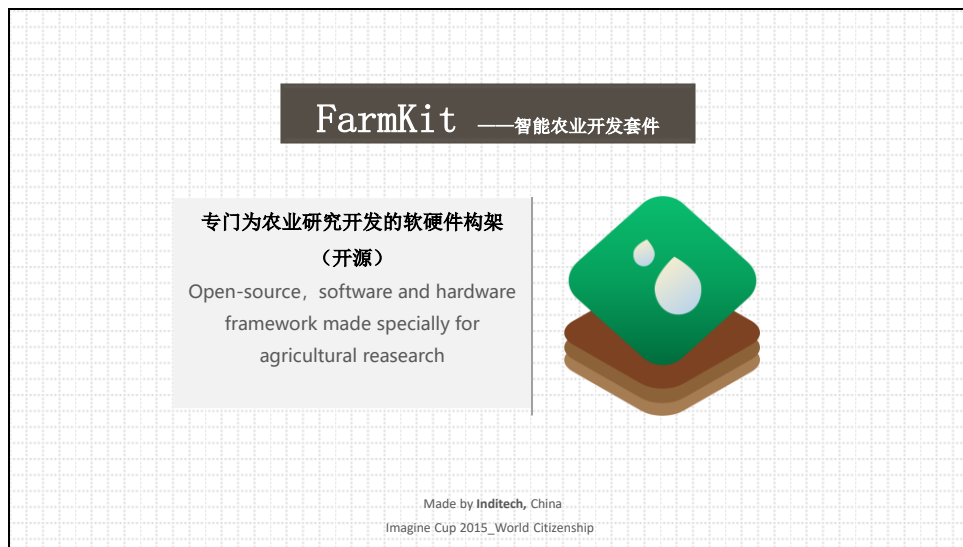 FarmKit ——智能农业开发套件
专门为农业研究开发的软硬件构架
（开源）
Open-source，software and hardware
framework made specially for
agricultural reasearch
Made by Inditech, China
Imagine Cup 2015_World Citizenship